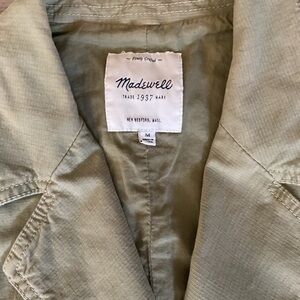 Madewell
TRADE 1937 MARK
NEW BEDFORD, MASS.
M